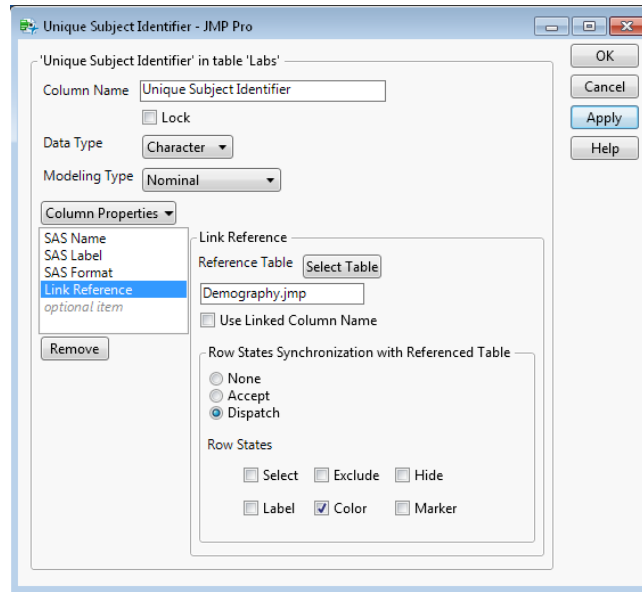 Unique Subject Identifier - JMP Pro
'Unique Subject Identifier' in table 'Labs'
OK
Column Name Unique Subject Identifier
Cancel
Lock
Apply
Data Type Character
Help
Modeling Type Nominal
Column Properties
SAS Name
SAS Label
SAS Format
Link Reference
optional item
Remove
Link Reference
Reference Table Select Table
Demography.jmp
Use Linked Column Name
Row States Synchronization with Referenced Table
None
Accept
Dispatch
Row States
Select Exclude Hide
Label Color Marker